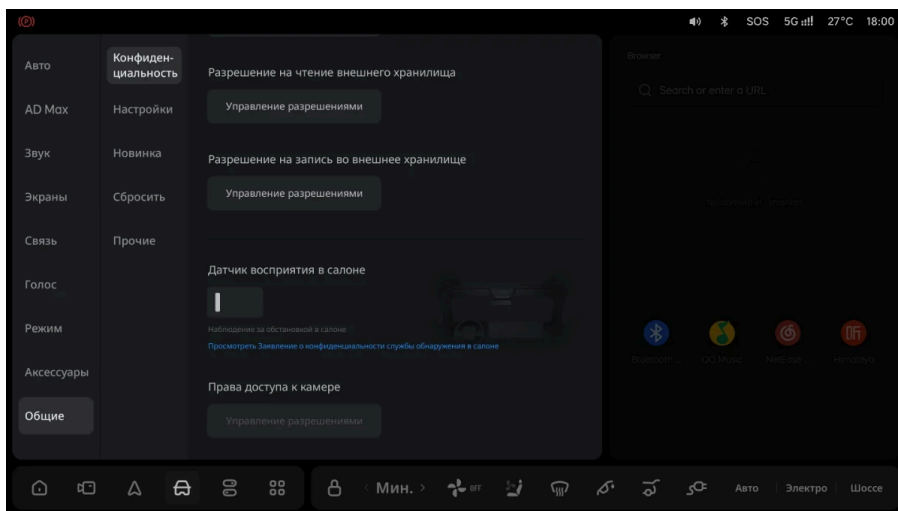 (P)
SOS 5G 27°C 18:00
Авто
AD Max
Звук
Экраны
Связь
Голос
Режим
Аксессуары
Общие
Конфиден-
циальность
Настройки
Новинка
Сбросить
Прочие
Разрешение на чтение внешнего хранилища
Управление разрешениями
Разрешение на запись во внешнее хранилище
Управление разрешениями
Датчик восприятия в салоне
Наблюдение за обстановкой в салоне
Просмотреть Заявление о конфиденциальности службы обнаружения в салоне
Права доступа к камере
Управление разрешениями
Browser
Search or enter a URL
Bluetooth...
QQ Music
< Мин. >
OFF
Авто
Электро
Шоссе